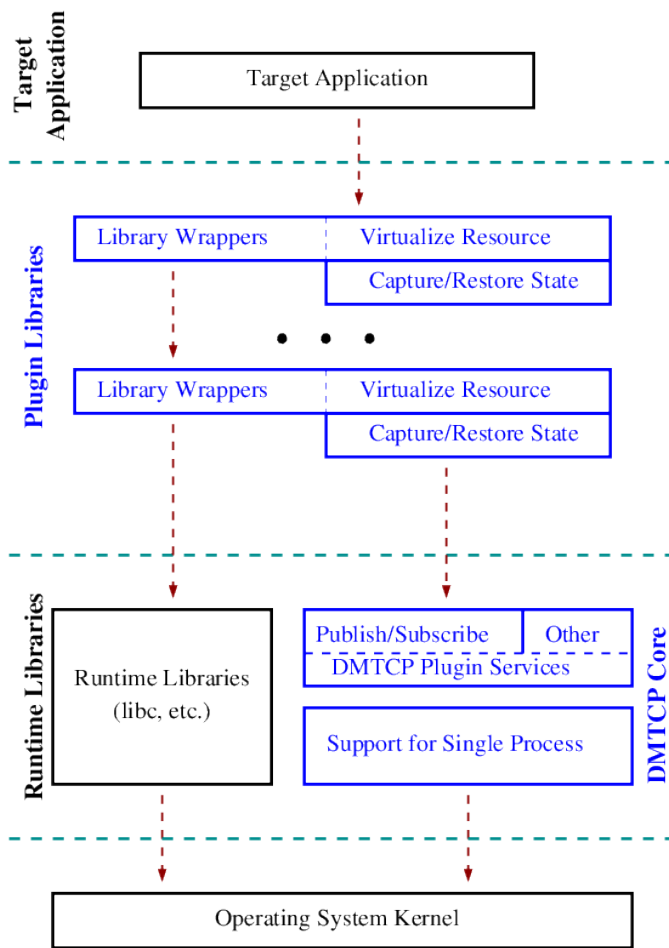 Target
Application
Target Application
Plugin Libraries
Library Wrappers
Virtualize Resource
Capture/Restore State
Library Wrappers
Virtualize Resource
Capture/Restore State
Runtime Libraries
Runtime Libraries
(libc, etc.)
Publish/Subscribe
Other
DMTCP Plugin Services
Support for Single Process
DMTCP Core
Operating System Kernel